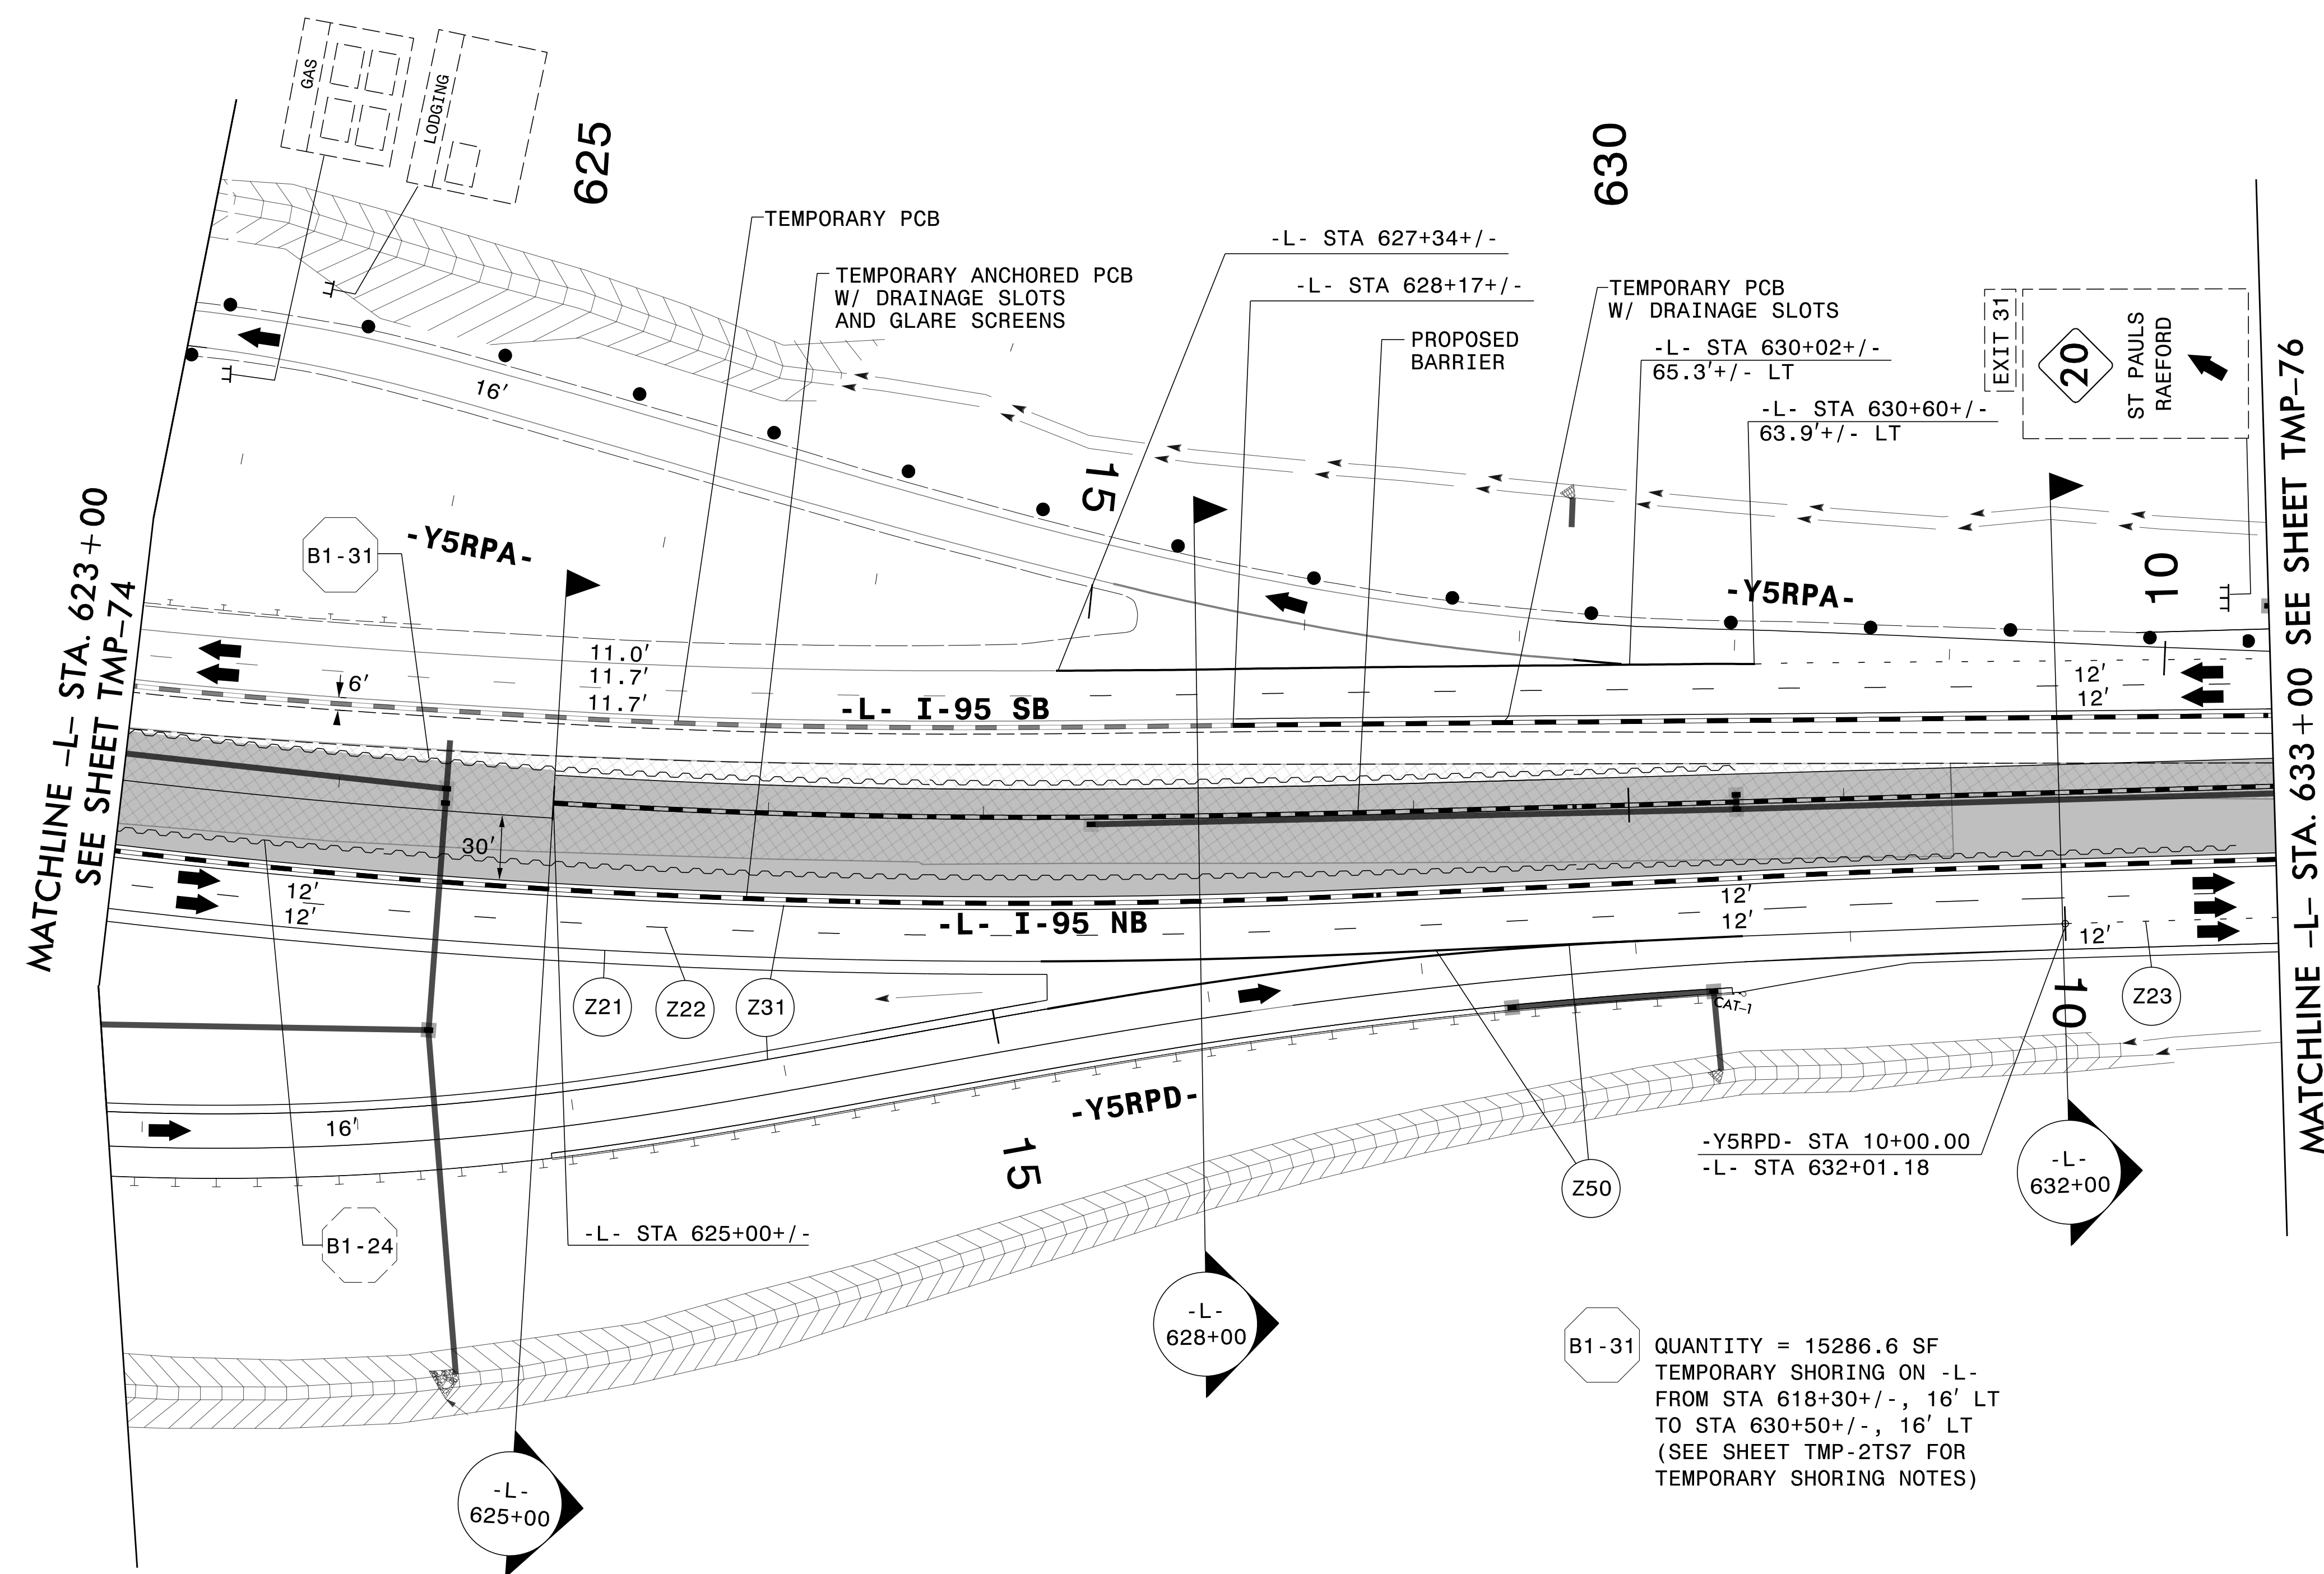 GAS
LODGING
625
630
TEMPORARY PCB
TEMPORARY ANCHORED PCB
W/ DRAINAGE SLOTS
AND GLARE SCREENS
-L- STA 627+34+/-
-L- STA 628+17+/-
PROPOSED
BARRIER
TEMPORARY PCB
W/ DRAINAGE SLOTS
-L- STA 630+02+/-
65.3'+/- LT
-L- STA 630+60+/-
63.9'+/- LT
EXIT 31
20
ST PAULS
RAEFORD
MATCHLINE -L- STA. 623+00
SEE SHEET TMP-74
MATCHLINE -L- STA. 633+00 SEE SHEET TMP-76
16'
15
10
B1-31
-Y5RPA-
-Y5RPA-
11.0'
11.7'
11.7'
6'
-L- I-95 SB
12'
12'
30'
12'
12'
-L- I-95 NB
12'
12'
12'
Z21
Z22
Z31
Z23
CAT-1
10
16'
-Y5RPD-
15
Z50
-Y5RPD- STA 10+00.00
-L- STA 632+01.18
-L-
632+00
B1-24
-L- STA 625+00+/-
-L-
628+00
-L-
625+00
B1-31
QUANTITY = 15286.6 SF
TEMPORARY SHORING ON -L-
FROM STA 618+30+/-, 16' LT
TO STA 630+50+/-, 16' LT
(SEE SHEET TMP-2TS7 FOR
TEMPORARY SHORING NOTES)